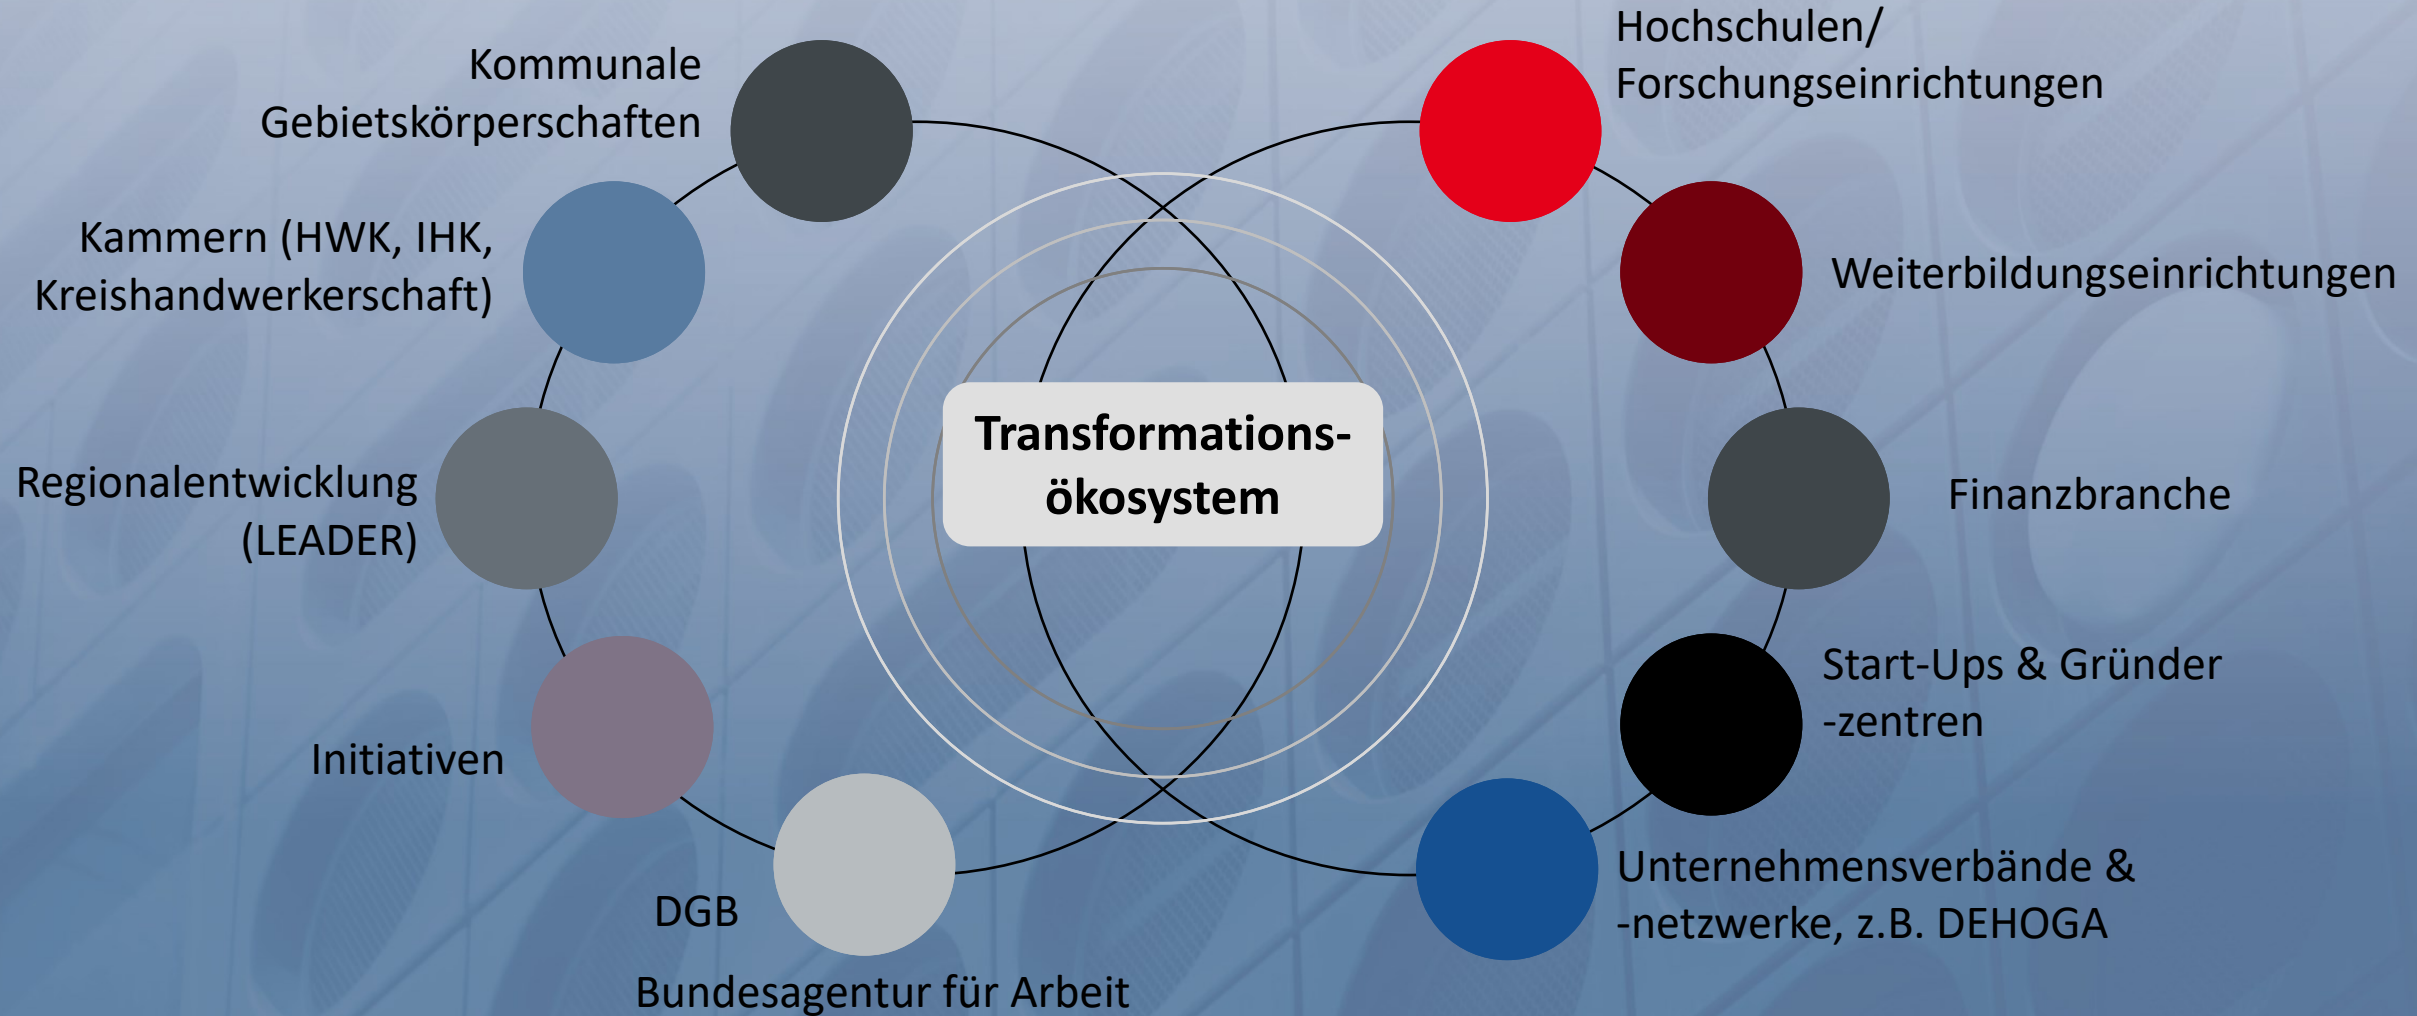 Kommunale
Gebietskörperschaften
Kammern (HWK, IHK,
Kreishandwerkerschaft)
Regionalentwicklung
(LEADER)
Initiativen
DGB
Bundesagentur für Arbeit
Transformations-
ökosystem
Hochschulen/
Forschungseinrichtungen
Weiterbildungseinrichtungen
Finanzbranche
Start-Ups & Gründer
-zentren
Unternehmensverbände &
-netzwerke, z.B. DEHOGA